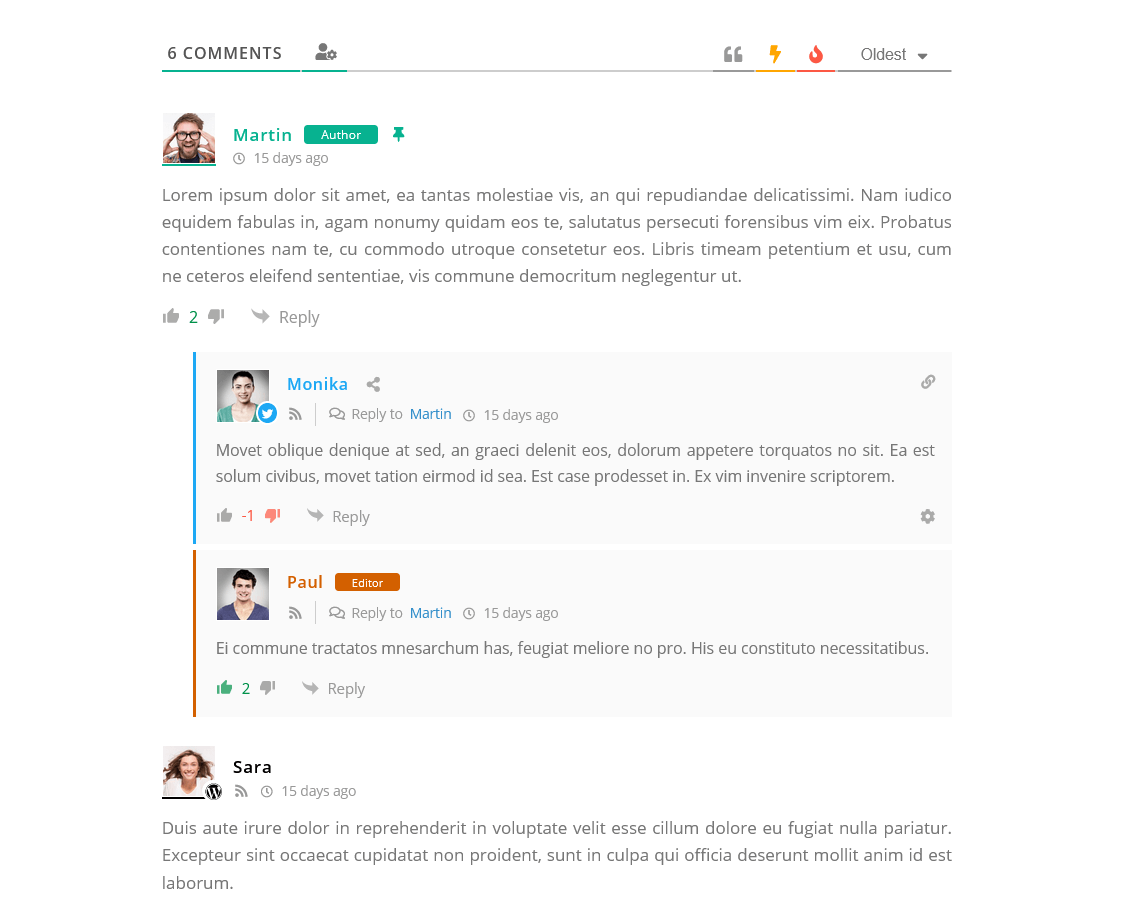 6 COMMENTS
Oldest
Martin Author
15 days ago
Lorem ipsum dolor sit amet, ea tantas molestiae vis, an qui repudiandae delicatissimi. Nam iudico
equidem fabulas in, agam nonumy quidam eos te, salutatus persecuti forensibus vim eix. Probatus
contentiones nam te, cu commodo utroque consetetur eos. Libris timeam petentium et usu, cum
ne ceteros eleifend sententiae, vis commune democritum neglegentur ut.
2 Reply
Monika
Reply to Martin 15 days ago
Movet oblique denique at sed, an graeci delenit eos, dolorum appetere torquatos no sit. Ea est
solum civibus, movet tation eirmod id sea. Est case prodesset in. Ex vim invenire scriptorem.
-1 Reply
Paul Editor
Reply to Martin 15 days ago
Ei commune tractatos mnesarchum has, feugiat meliore no pro. His eu constituto necessitatibus.
2 Reply
Sara
15 days ago
Duis aute irure dolor in reprehenderit in voluptate velit esse cillum dolore eu fugiat nulla pariatur.
Excepteur sint occaecat cupidatat non proident, sunt in culpa qui officia deserunt mollit anim id est
laborum.